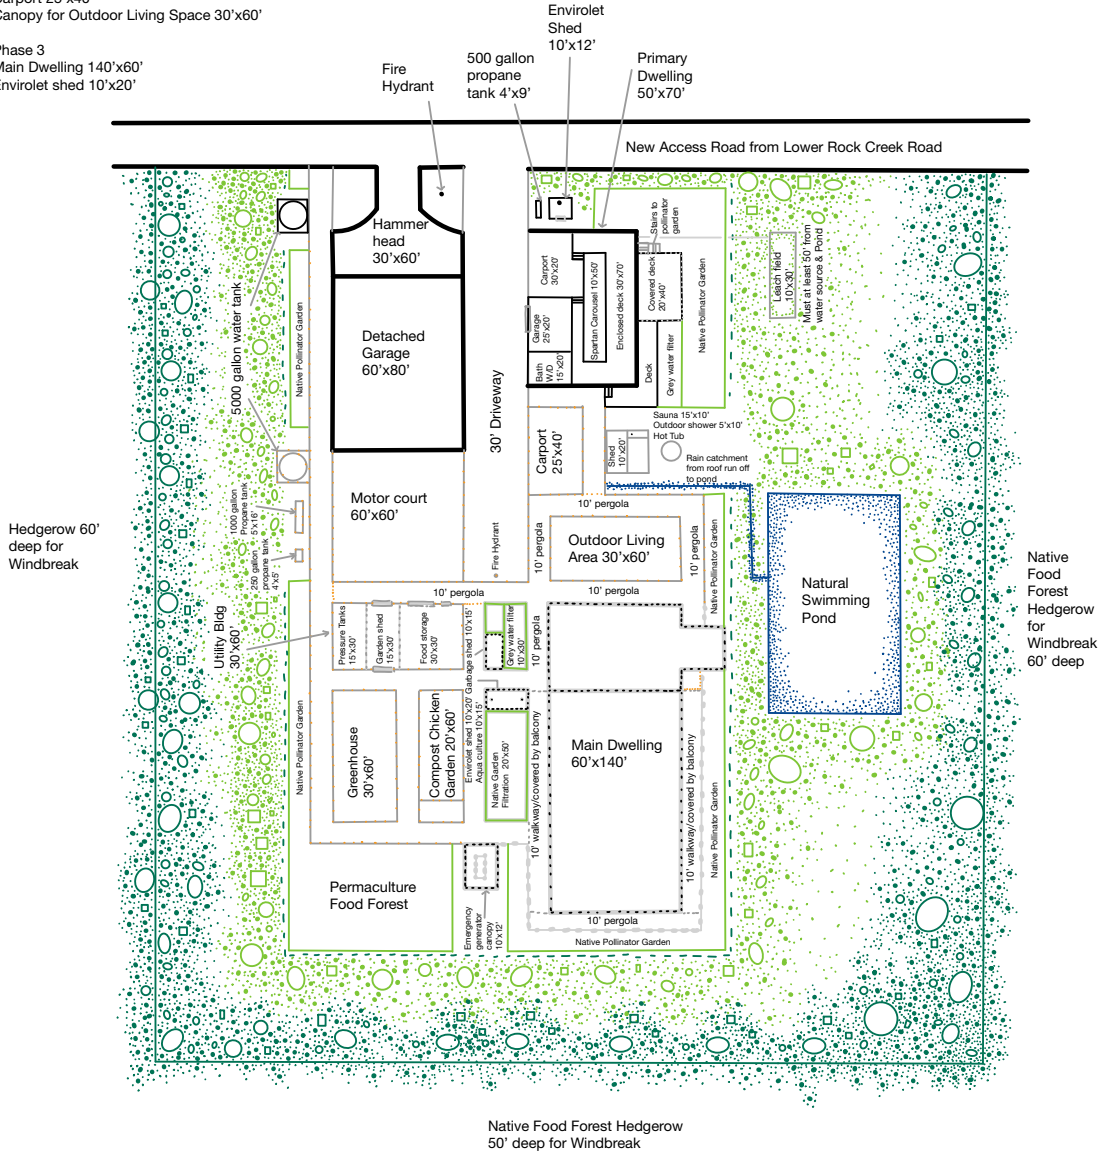 Canopy for Outdoor Living Space 30’x60’
Phase 3
Main Dwelling 140’x60’
Envirolet shed 10’x20’
Fire
Hydrant
500 gallon
propane
tank 4’x9’
Envirolet
Shed
10’x12’
Primary
Dwelling
50’x70’
New Access Road from Lower Rock Creek Road
Hammer
head
30’x60’
Detached
Garage
60’x80’
30’ Driveway
5000 gallon water tank
Native Pollinator Garden
Carport
30’x20’
Garage
25’x20’
Bath
W/D
15’x20’
Spartan Carousel 10’x50’
Enclosed deck 30’x70’
Stairs to
pollinator
garden
Covered deck
20’x40’
Deck
Grey water filter
Native Pollinator Garden
Leach field
10’x30’
Must at least 50’ from
water source & Pond
Carport
25’x40’
Shed
10’x20’
Sauna 15’x10’
Outdoor shower 5’x10’
Hot Tub
Rain catchment
from roof run off
to pond
Motor court
60’x60’
Fire Hydrant
1000 gallon
Propane tank
5’x16’
250 gallon
propane tank
4’x5’
Hedgerow 60’
deep for
Windbreak
10’ pergola
10’ pergola
Outdoor Living
Area 30’x60’
10’ pergola
Native Pollinator Garden
Natural
Swimming
Pond
Native
Food
Forest
Hedgerow
for
Windbreak
60’ deep
10’ pergola
10’ pergola
Utility Bldg
30’x60’
Pressure Tanks
15’x30’
Garden shed
15’x30’
Food storage
30’x30’
Garbage shed 10’x15’
Grey water filter
10’x30’
10’ pergola
Native Pollinator Garden
Greenhouse
30’x60’
Compost Chicken
Garden 20’x60’
Envirolet shed 10’x20’
Aqua culture 10’x15’
Native Garden
Filtration 20’x50’
10’ walkway/covered by balcony
Main Dwelling
60’x140’
10’ walkway/covered by balcony
Native Pollinator Garden
Permaculture
Food Forest
Emergency
generator
canopy
10’x12’
10’ pergola
Native Pollinator Garden
Native Food Forest Hedgerow
50’ deep for Windbreak